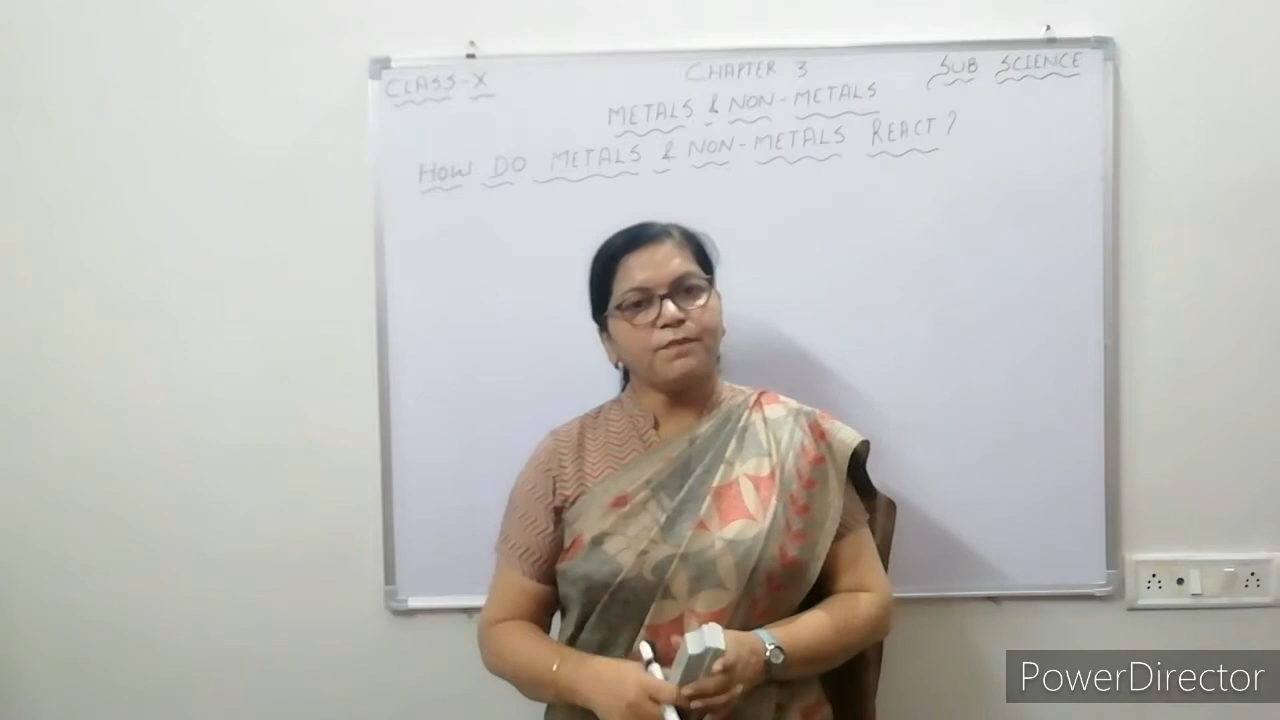 CLASS-X
CHAPTER 3
SUB SCIENCE
METALS & NON-METALS
HOW DO METALS & NON-METALS REACT?
PowerDirector